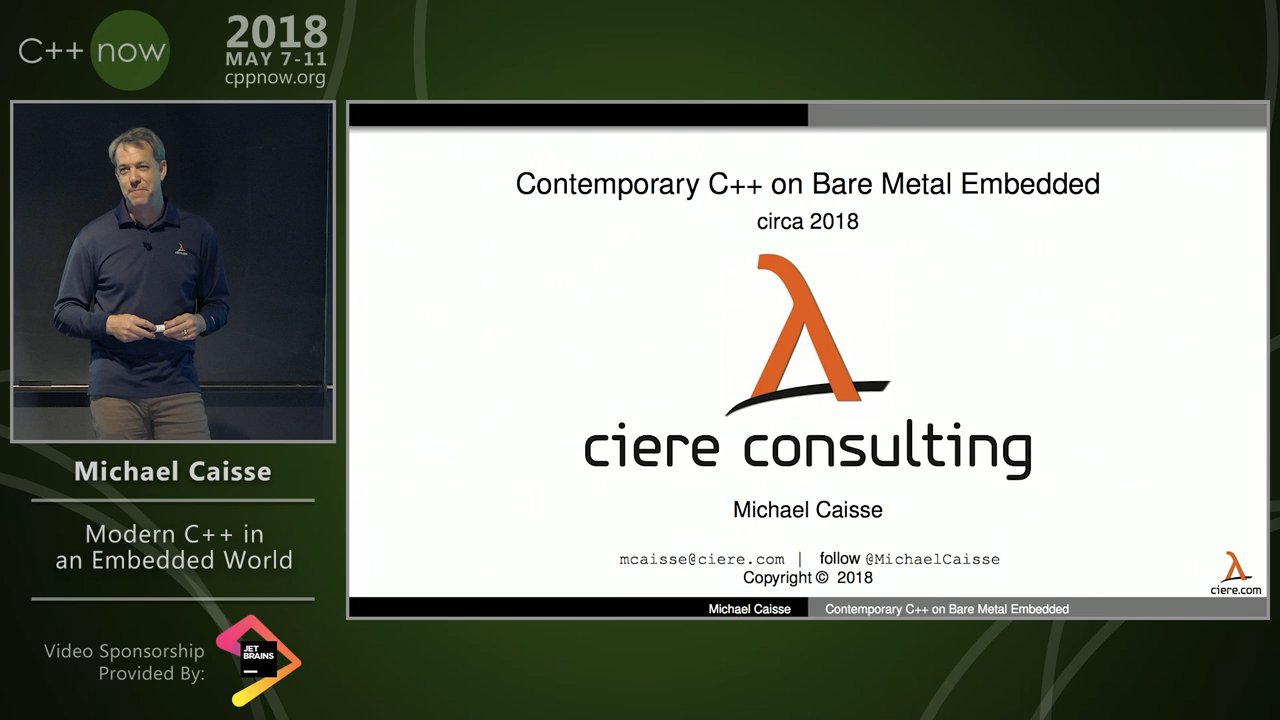 C++ now
2018
MAY 7-11
cppnow.org
Contemporary C++ on Bare Metal Embedded
circa 2018
ciere consulting
Michael Caisse
mcaisse@ciere.com | follow @MichaelCaisse
Copyright © 2018
ciere.com
Michael Caisse Contemporary C++ on Bare Metal Embedded
Michael Caisse
Modern C++ in
an Embedded World
Video Sponsorship
Provided By:
JET
BRAINS